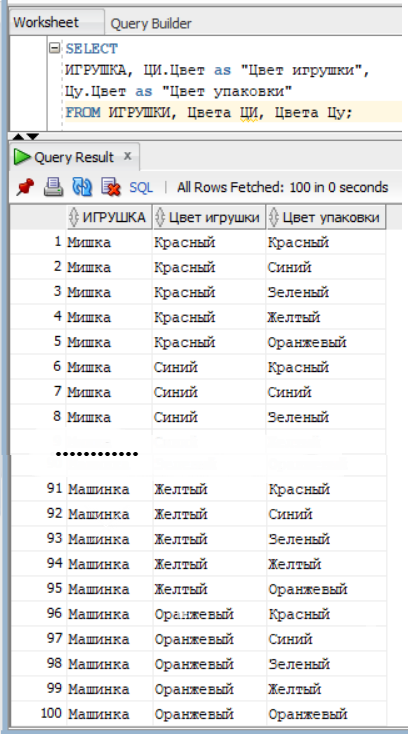 Worksheet Query Builder
SELECT
ИГРУШКА, ЦИ.Цвет as "Цвет игрушки",
Цу.Цвет as "Цвет упаковки"
FROM ИГРУШКИ, Цвета ЦИ, Цвета Цу;
Query Result x
SQL | All Rows Fetched: 100 in 0 seconds
ИГРУШКА Цвет игрушки Цвет упаковки
1 Мишка Красный Красный
2 Мишка Красный Синий
3 Мишка Красный Зеленый
4 Мишка Красный Желтый
5 Мишка Красный Оранжевый
6 Мишка Синий Красный
7 Мишка Синий Синий
8 Мишка Синий Зеленый
............
91 Машинка Желтый Красный
92 Машинка Желтый Синий
93 Машинка Желтый Зеленый
94 Машинка Желтый Желтый
95 Машинка Желтый Оранжевый
96 Машинка Оранжевый Красный
97 Машинка Оранжевый Синий
98 Машинка Оранжевый Зеленый
99 Машинка Оранжевый Желтый
100 Машинка Оранжевый Оранжевый